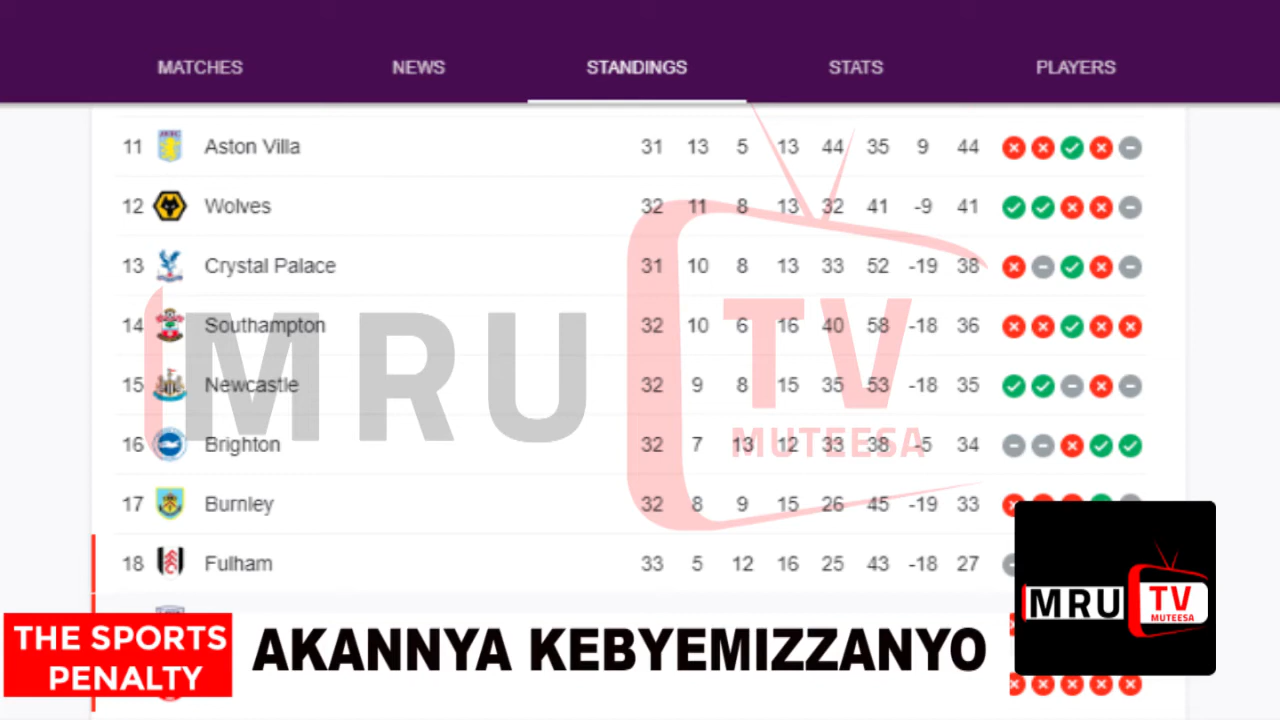 MATCHES NEWS STANDINGS STATS PLAYERS
11 Aston Villa 31 13 5 13 44 35 9 44
12 Wolves 32 11 8 13 32 41 -9 41
13 Crystal Palace 31 10 8 13 33 52 -19 38
14 Southampton 32 10 6 16 40 58 -18 36
15 Newcastle 32 9 8 15 35 53 -18 35
16 Brighton 32 7 13 12 33 38 -5 34
17 Burnley 32 8 9 15 26 45 -19 33
18 Fulham 33 5 12 16 25 43 -18 27
MRU TV
MUTEESA
MRU TV
MUTEESA
THE SPORTS
PENALTY
AKANNYA KEBYEMIZZANYO